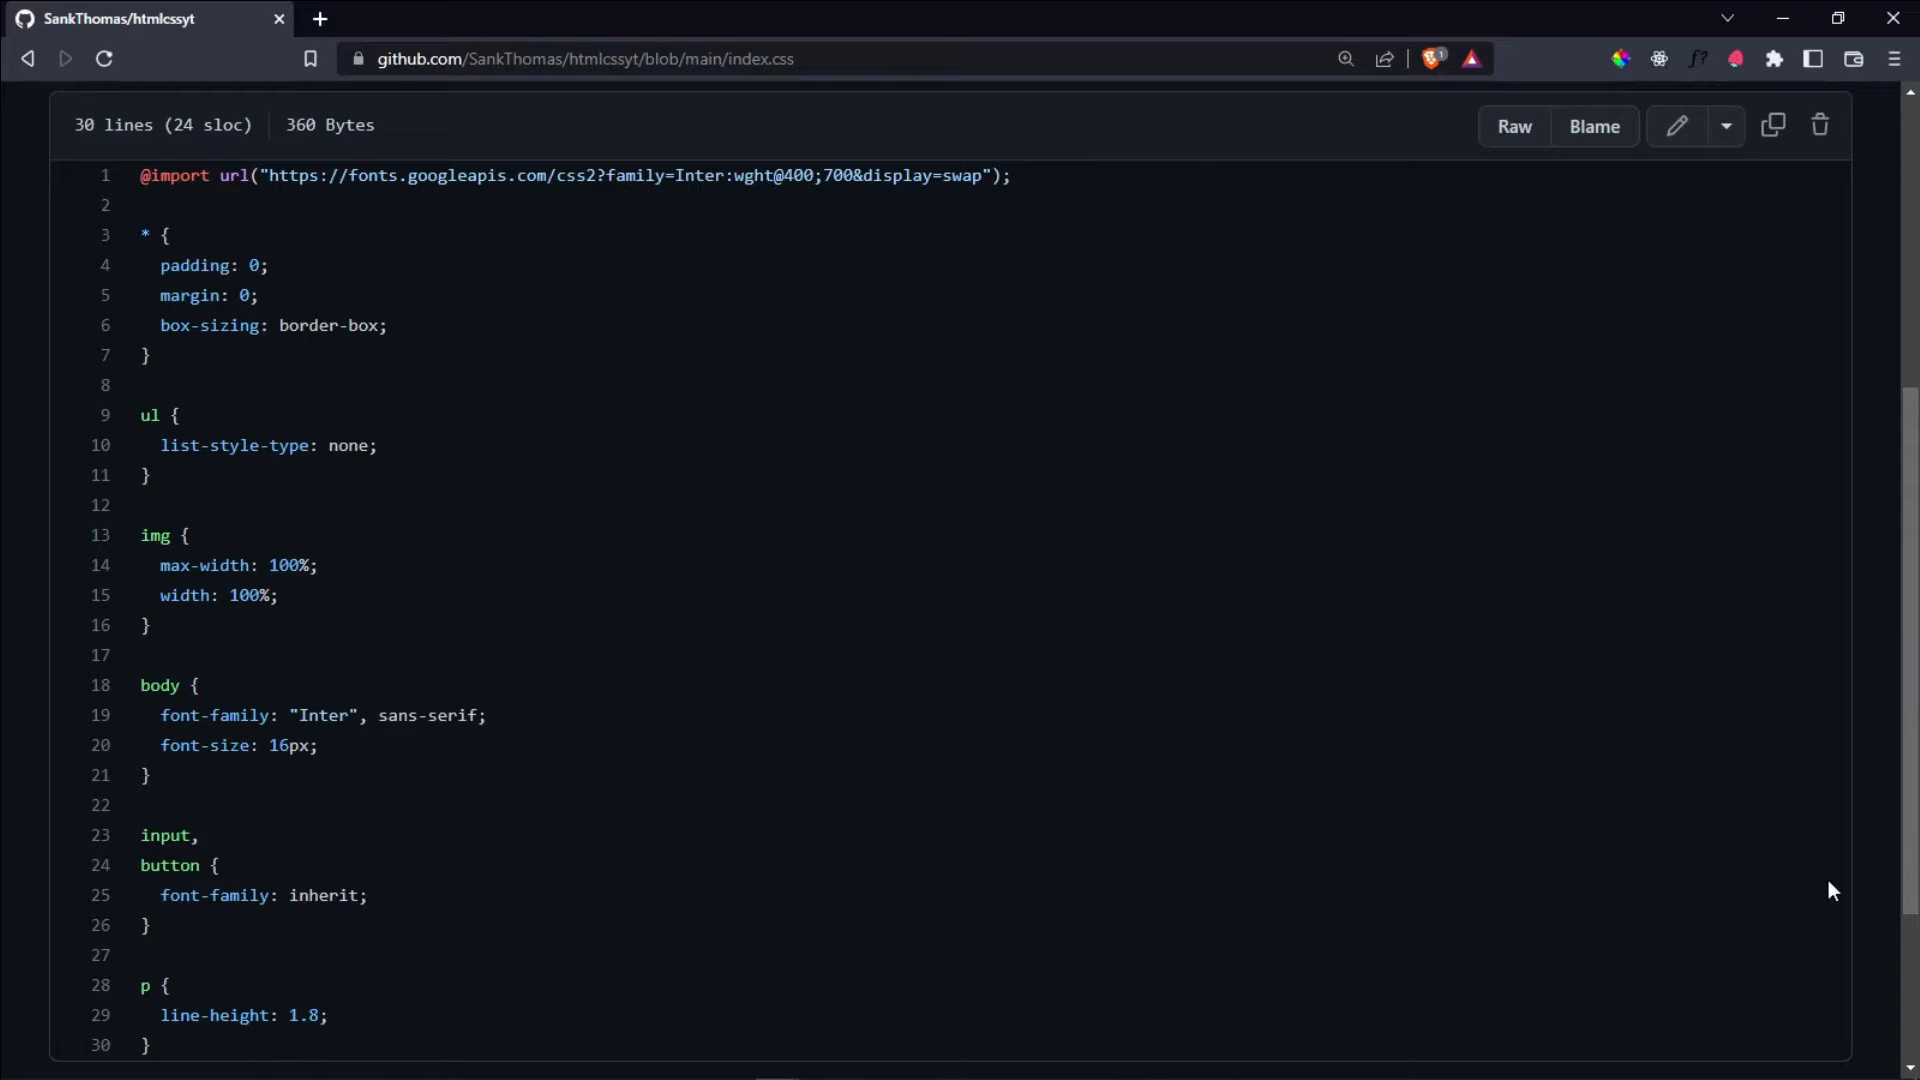 SankThomas/htmlcssyt
github.com/SankThomas/htmlcssyt/blob/main/index.css
f?
1
30 lines (24 sloc) 360 Bytes
Raw Blame
1 @import url("https://fonts.googleapis.com/css2?family=Inter:wght@400;700&display=swap");
2
3 * {
4 padding: 0;
5 margin: 0;
6 box-sizing: border-box;
7 }
8
9 ul {
10 list-style-type: none;
11 }
12
13 img {
14 max-width: 100%;
15 width: 100%;
16 }
17
18 body {
19 font-family: "Inter", sans-serif;
20 font-size: 16px;
21 }
22
23 input,
24 button {
25 font-family: inherit;
26 }
27
28 p {
29 line-height: 1.8;
30 }